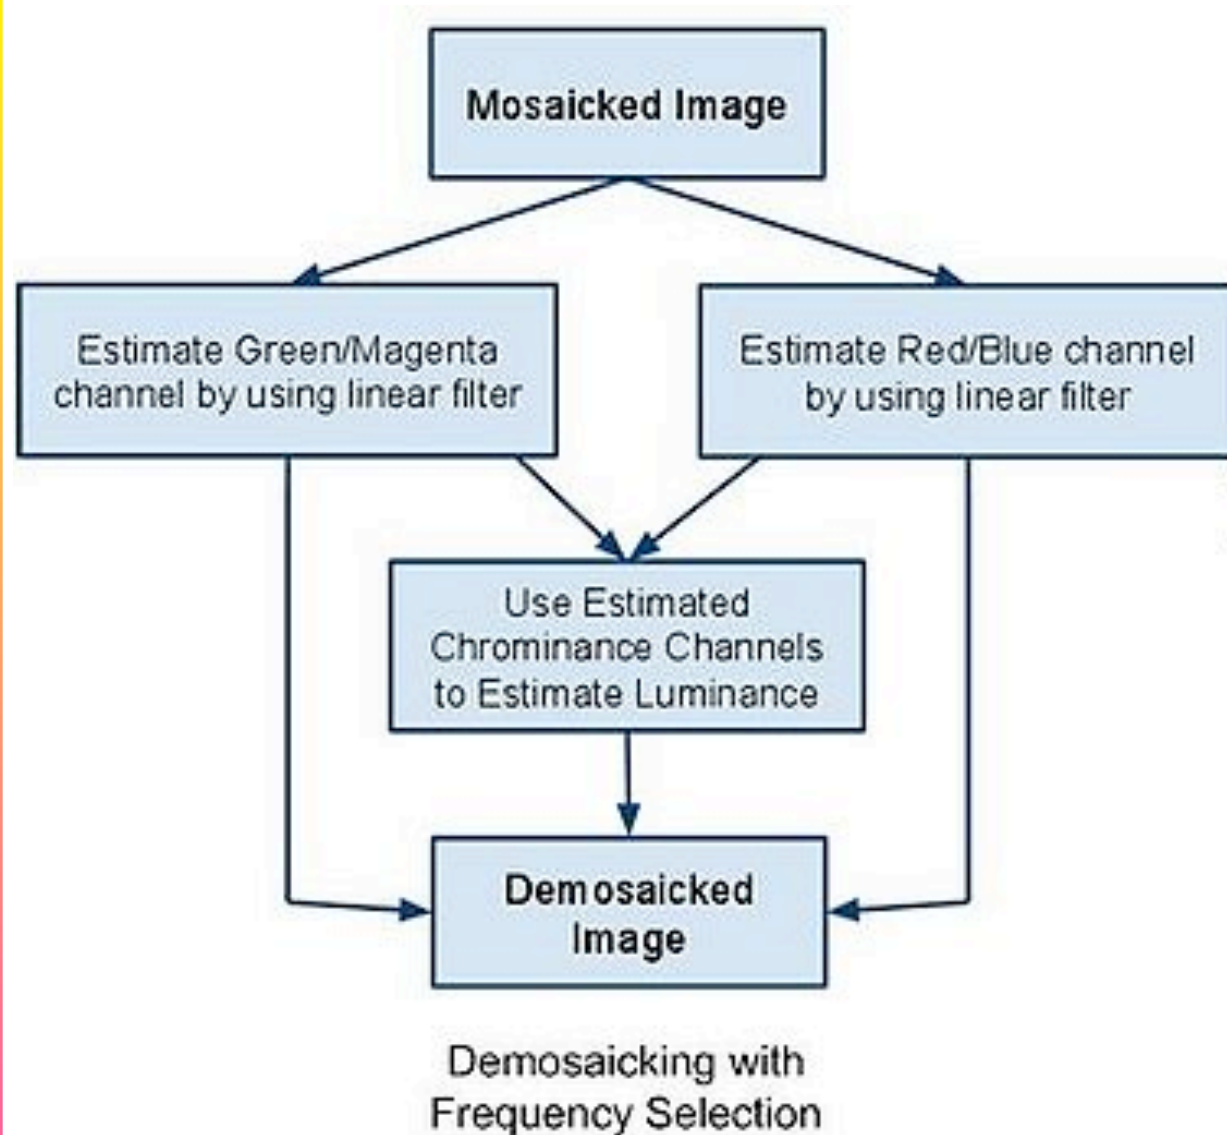 Mosaicked Image
Estimate Green/Magenta
channel by using linear filter
Estimate Red/Blue channel
by using linear filter
Use Estimated
Chrominance Channels
to Estimate Luminance
Demosaicked
Image
Demosaicking with
Frequency Selection